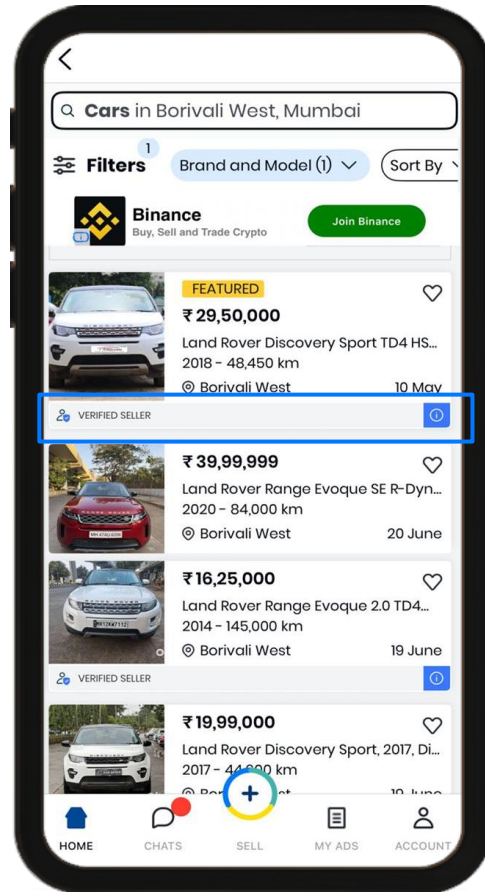 Cars in Borivali West, Mumbai
1
Filters
Brand and Model (1)
Sort By
Binance
Buy, Sell and Trade Crypto
Join Binance
FEATURED
₹ 29,50,000
Land Rover Discovery Sport TD4 HS...
2018 - 48,450 km
Borivali West 10 May
VERIFIED SELLER
₹ 39,99,999
Land Rover Range Evoque SE R-Dyn...
2020 - 84,000 km
Borivali West 20 June
₹ 16,25,000
Land Rover Range Evoque 2.0 TD4...
2014 - 145,000 km
Borivali West 19 June
VERIFIED SELLER
₹ 19,99,000
Land Rover Discovery Sport, 2017, Di...
2017 - km
HOME
CHATS
SELL
MY ADS
ACCOUNT